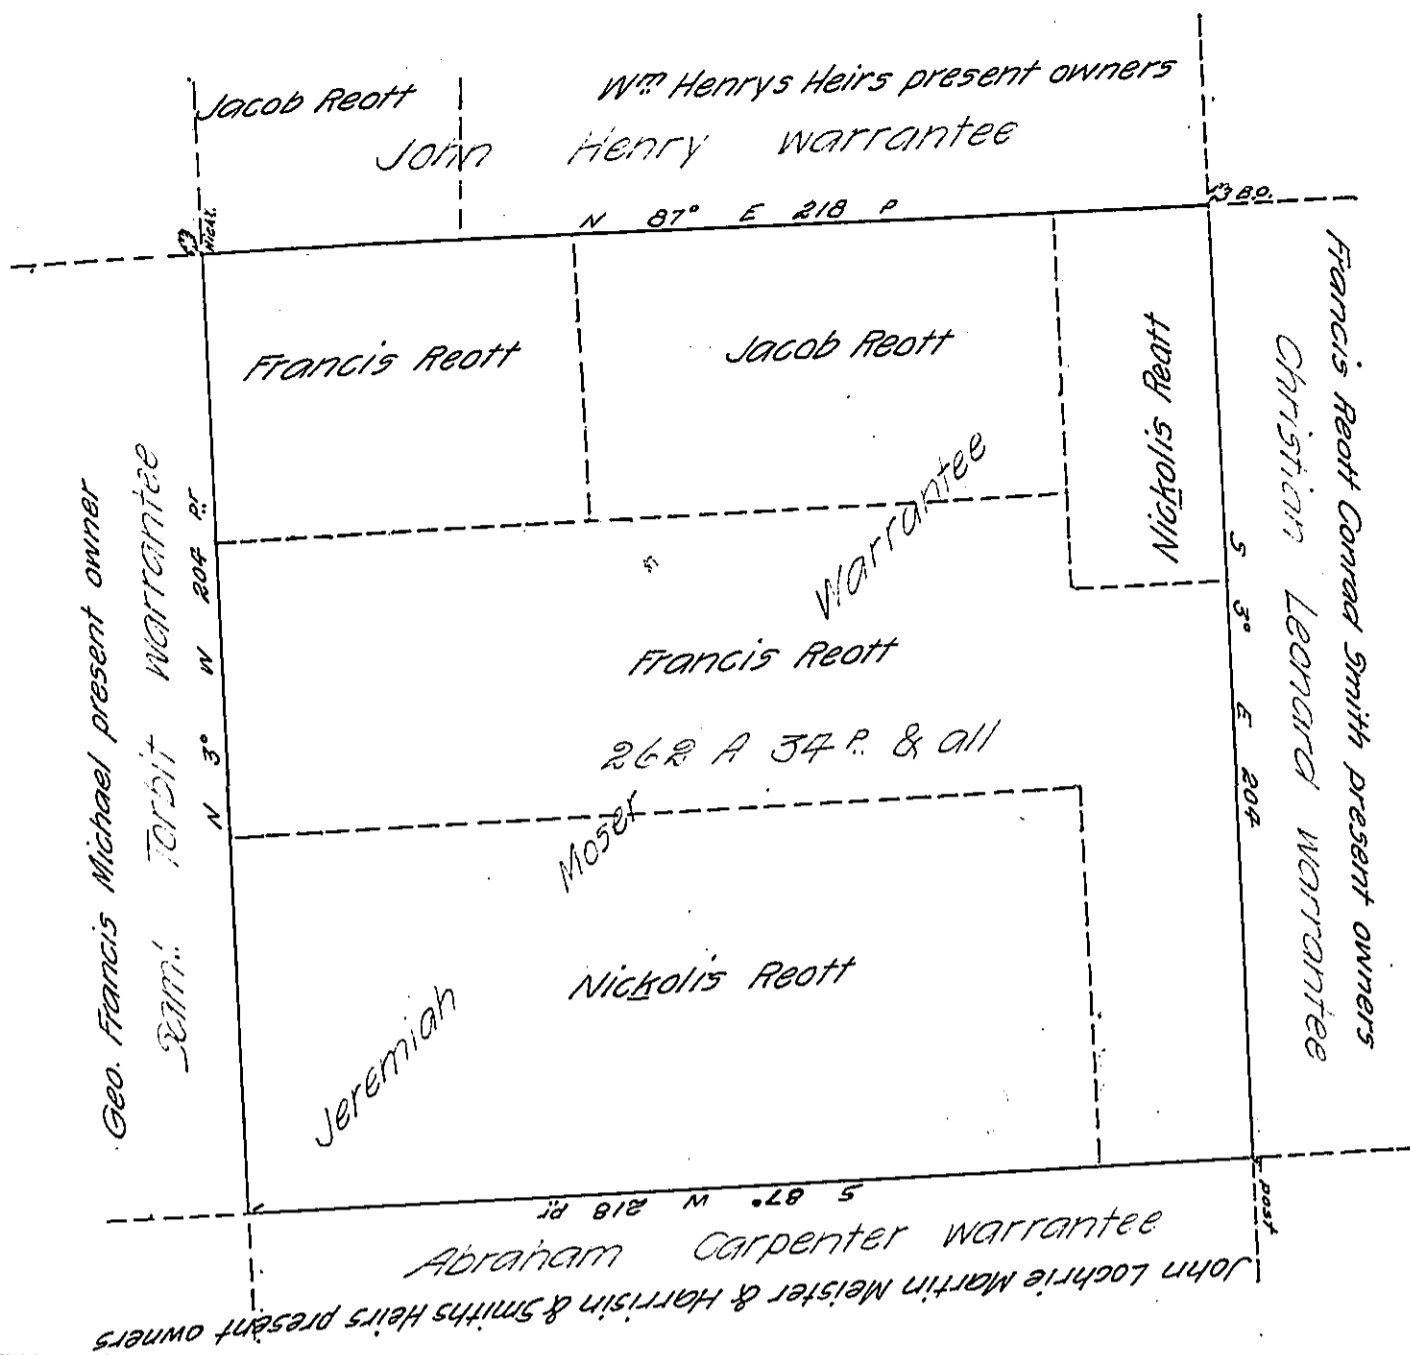 Jacob Reott
Wm Henrys Heirs present owners
John Henry warrantee
N 87° E 218 P
B.O.
Francis Reott
Jacob Reott
Nickolis Reott
Francis Reott Conrad Smith present owners
Christian Leonard warrantee
S 3° E 204
Geo. Francis Michael present owner
Saml. Torbit warrantee
N 3° W 204 Pr
Jeremiah Moser Warrantee
Francis Reott
262 A 34 P. & all
Nickolis Reott
S 87° W 218 Pr
post
Abraham Carpenter warrantee
John Lochrie Martin Meister & Harrisin & Smiths Heirs present owners